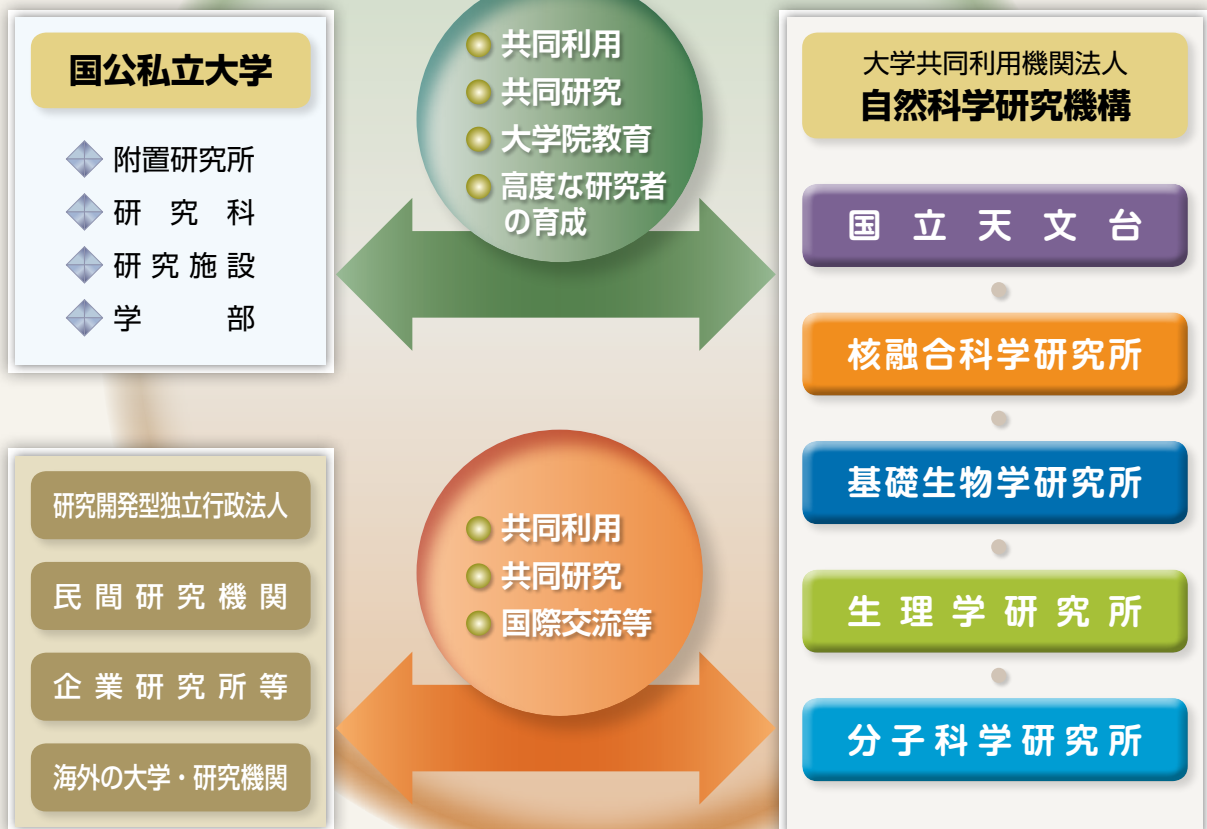 国公私立大学
附置研究所
研究科
研究施設
学部
共同利用
共同研究
大学院教育
高度な研究者
の育成
大学共同利用機関法人
自然科学研究機構
国立天文台
核融合科学研究所
基礎生物学研究所
生理学研究所
分子科学研究所
研究開発型独立行政法人
民間研究機関
企業研究所等
海外の大学・研究機関
共同利用
共同研究
国際交流等